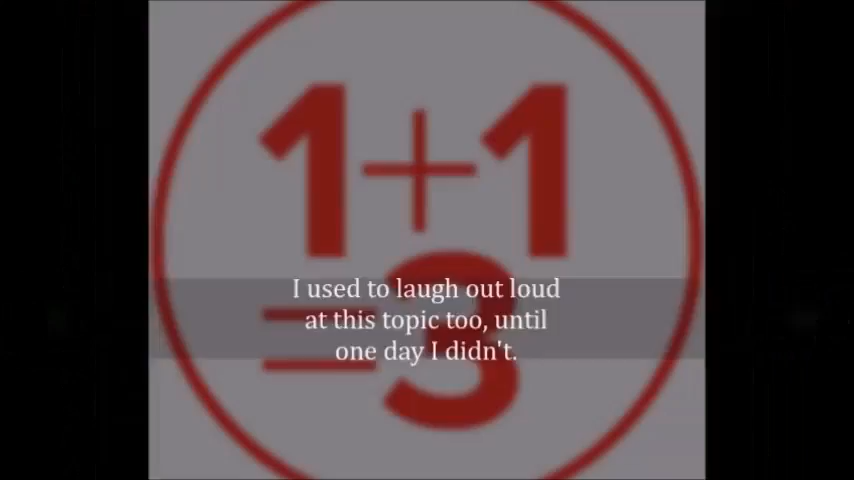 1+1
=3
I used to laugh out loud
at this topic too, until
one day I didn't.